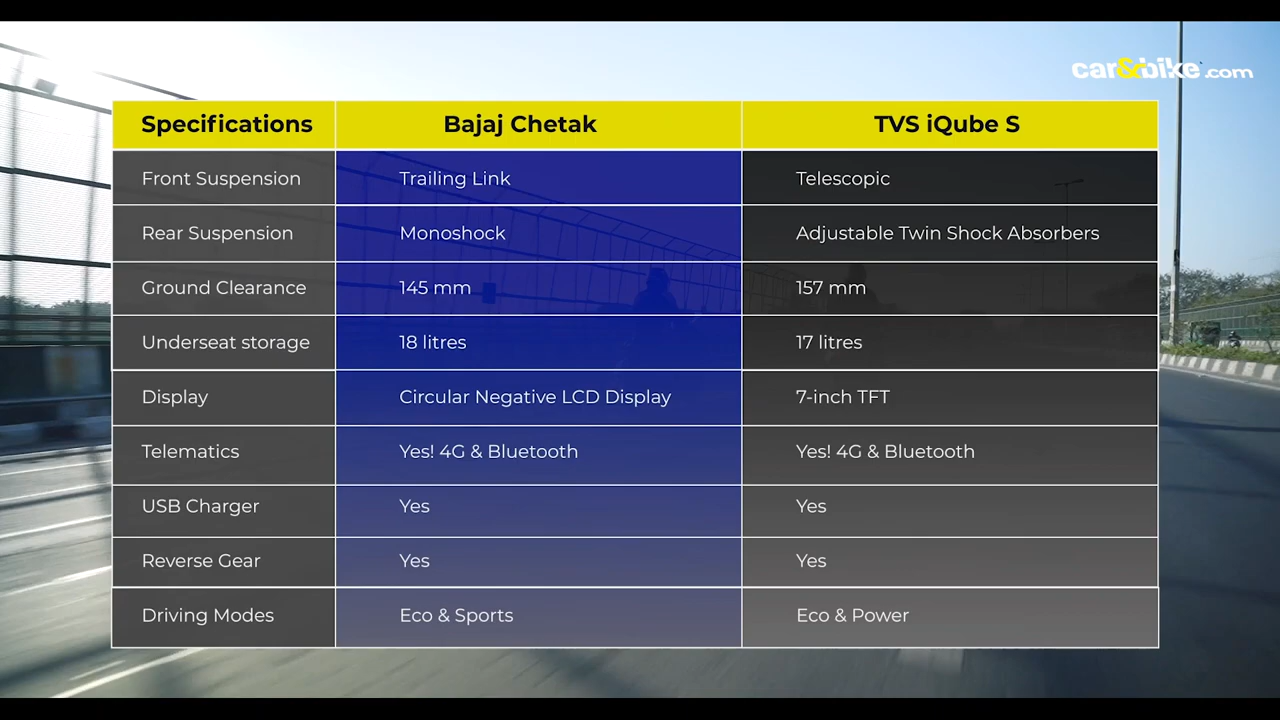 car&bike.com
Specifications Bajaj Chetak TVS iQube S
Front Suspension Trailing Link Telescopic
Rear Suspension Monoshock Adjustable Twin Shock Absorbers
Ground Clearance 145 mm 157 mm
Underseat storage 18 litres 17 litres
Display Circular Negative LCD Display 7-inch TFT
Telematics Yes! 4G & Bluetooth Yes! 4G & Bluetooth
USB Charger Yes Yes
Reverse Gear Yes Yes
Driving Modes Eco & Sports Eco & Power